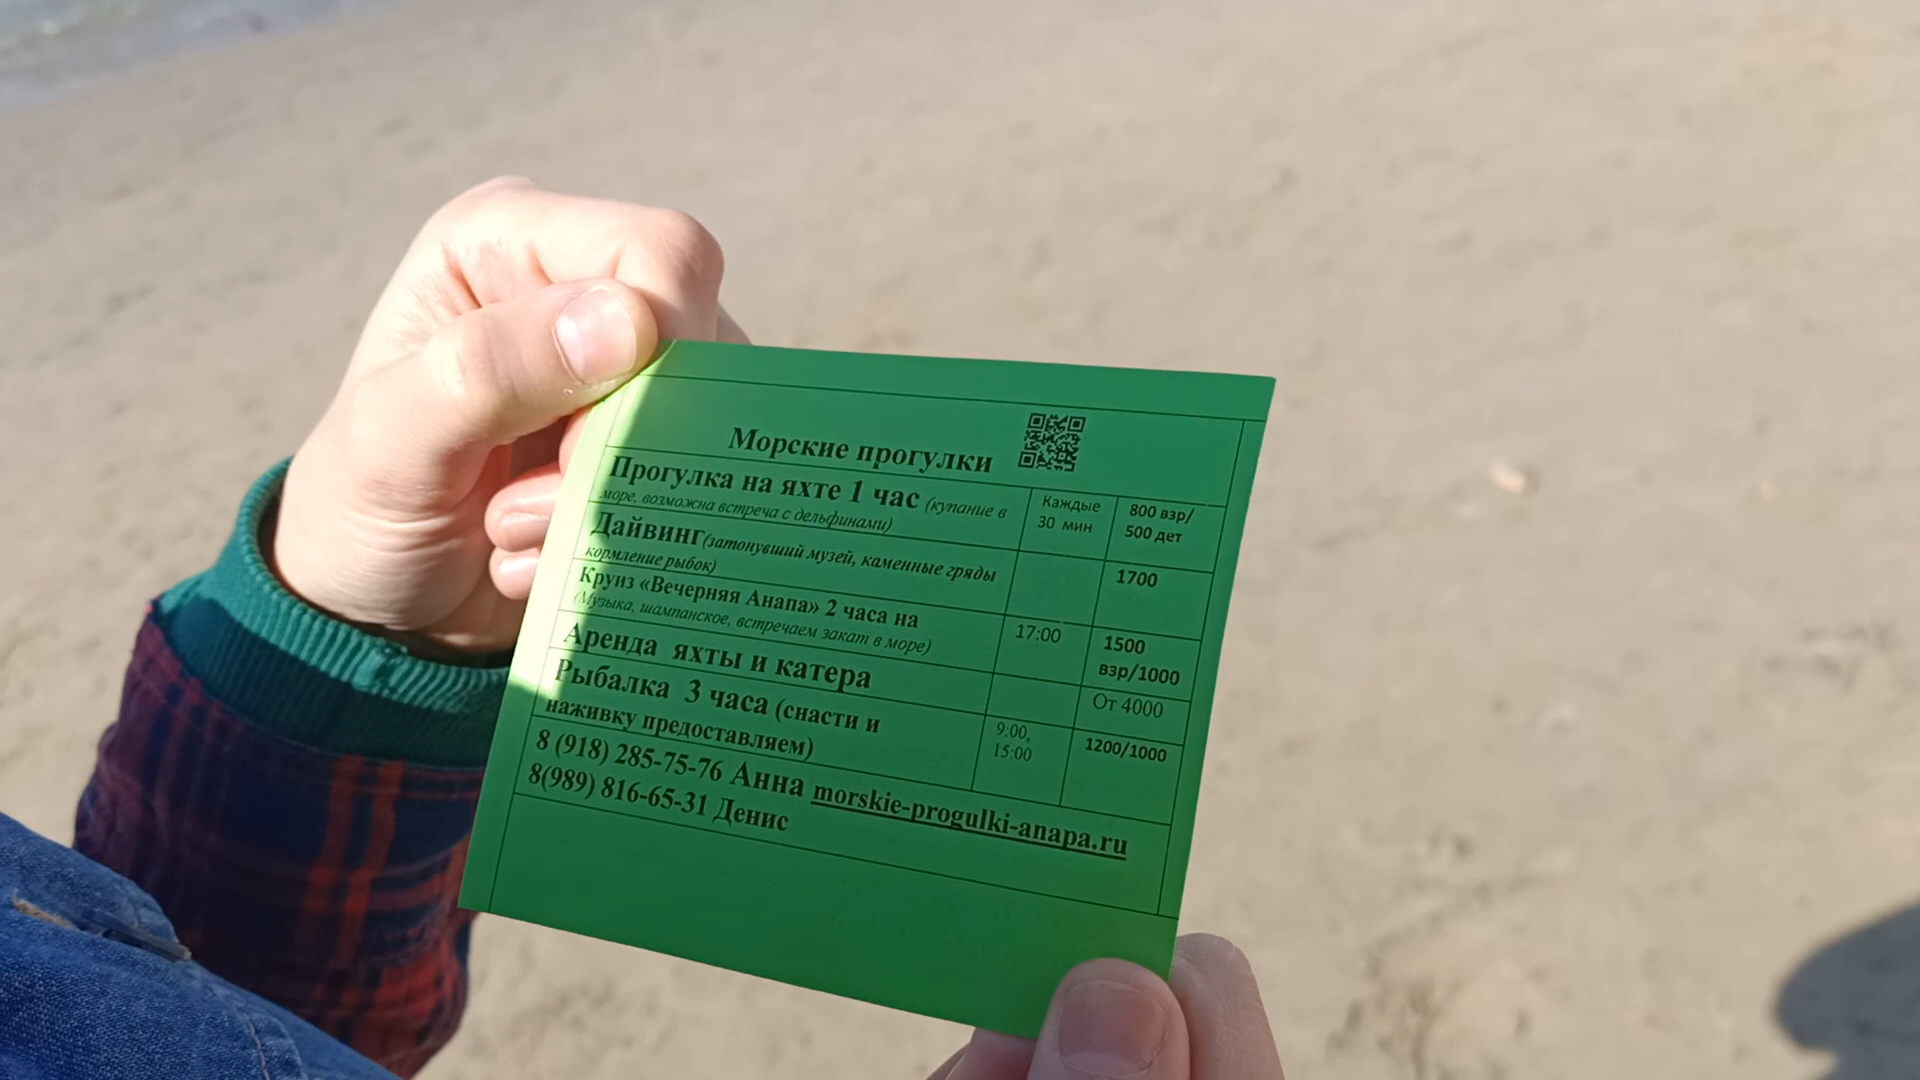 Морские прогулки
Прогулка на яхте 1 час (купание в
море, возможна встреча с дельфинами)
Каждые
30 мин
800 взр/
500 дет
Дайвинг(затонувший музей, каменные гряды
кормление рыбок)
1700
Круиз «Вечерняя Анапа» 2 часа на
(Музыка, шампанское, встречаем закат в море)
17:00
1500
взр/1000
Аренда яхты и катера
От 4000
Рыбалка 3 часа (снасти и
наживку предоставляем)
9:00,
15:00
1200/1000
8 (918) 285-75-76 Анна morskie-progulki-anapa.ru
8(989) 816-65-31 Денис